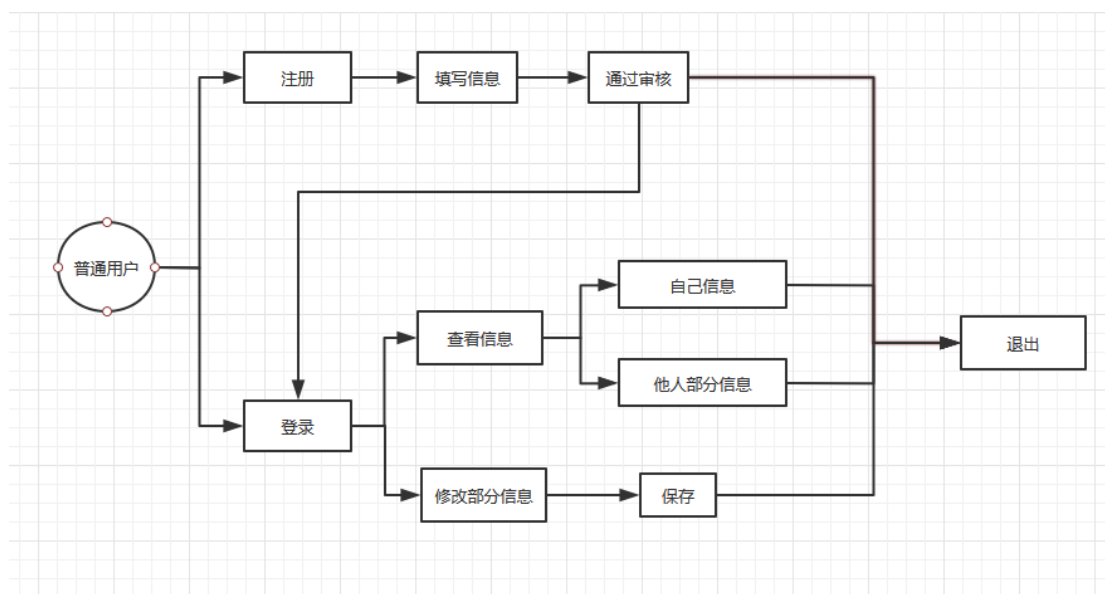 注册
填写信息
通过审核
普通用户
自己信息
查看信息
退出
他人部分信息
登录
修改部分信息
保存